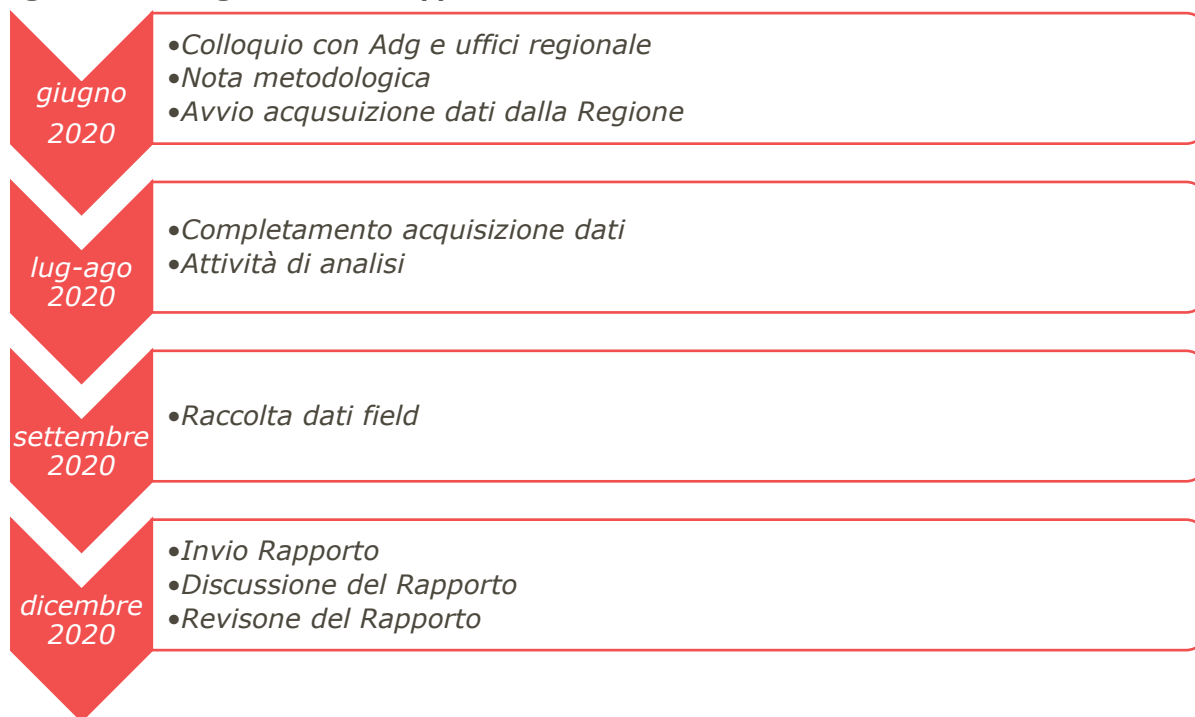 giugno
2020
•Colloquio con Adg e uffici regionale
•Nota metodologica
•Avvio acqusuizione dati dalla Regione
lug-ago
2020
•Completamento acquisizione dati
•Attività di analisi
settembre
2020
•Raccolta dati field
dicembre
2020
•Invio Rapporto
•Discussione del Rapporto
•Revisone del Rapporto